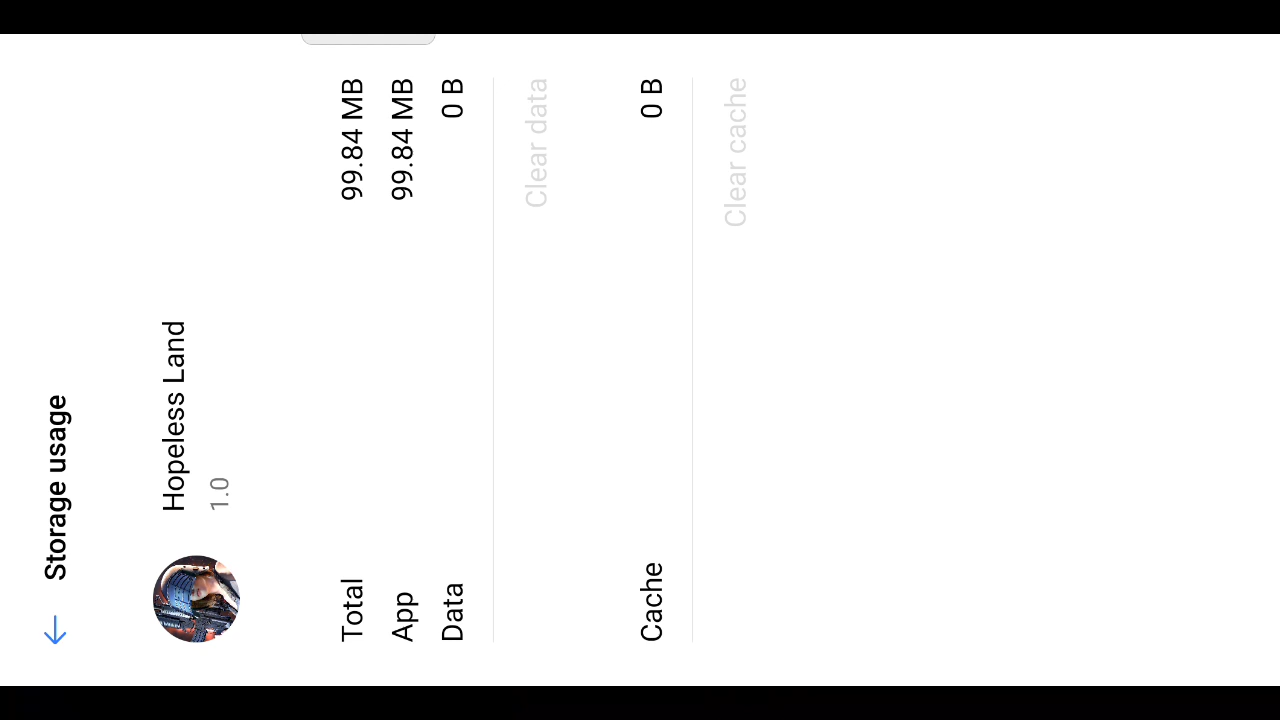 Storage usage
Hopeless Land
1.0
Total 99.84 MB
App 99.84 MB
Data 0 B
Clear data
Cache 0 B
Clear cache